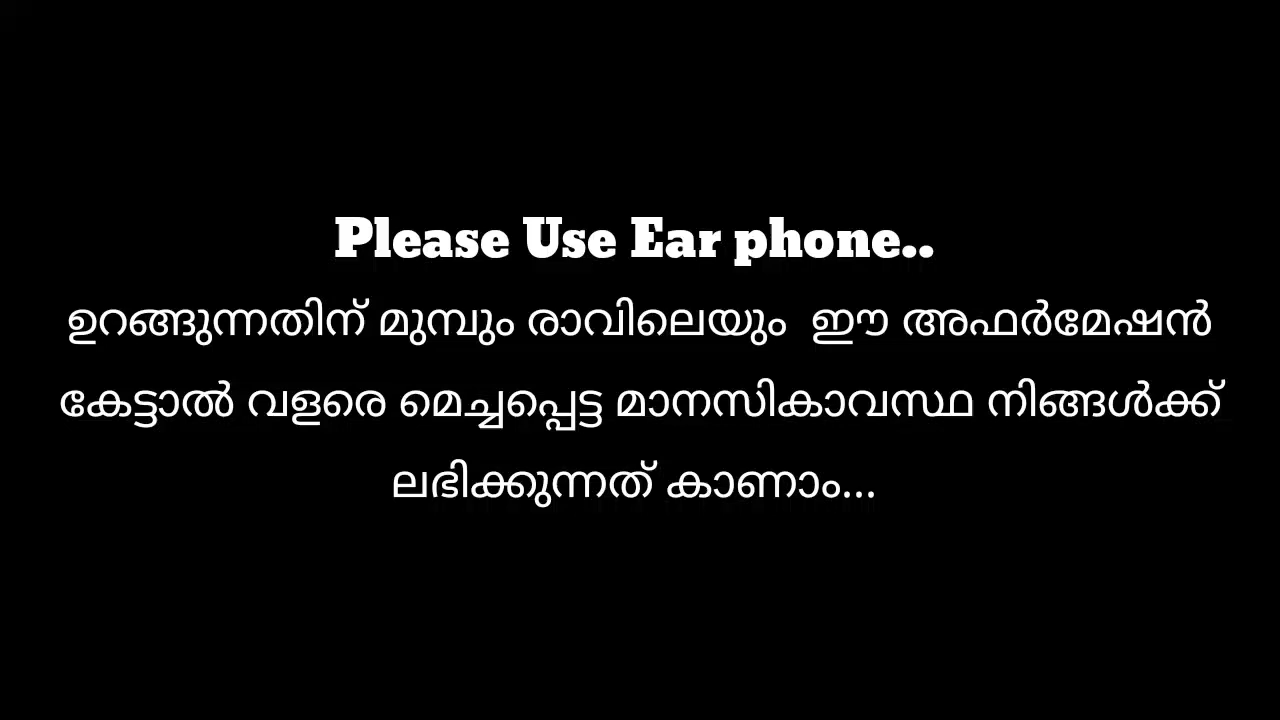 Please Use Ear phone..
ഉറങ്ങുന്നതിന് മുമ്പും രാവിലെയും ഈ അഫർമേഷൻ
കേട്ടാൽ വളരെ മെച്ചപ്പെട്ട മാനസികാവസ്ഥ നിങ്ങൾക്ക്
ലഭിക്കുന്നത് കാണാം...